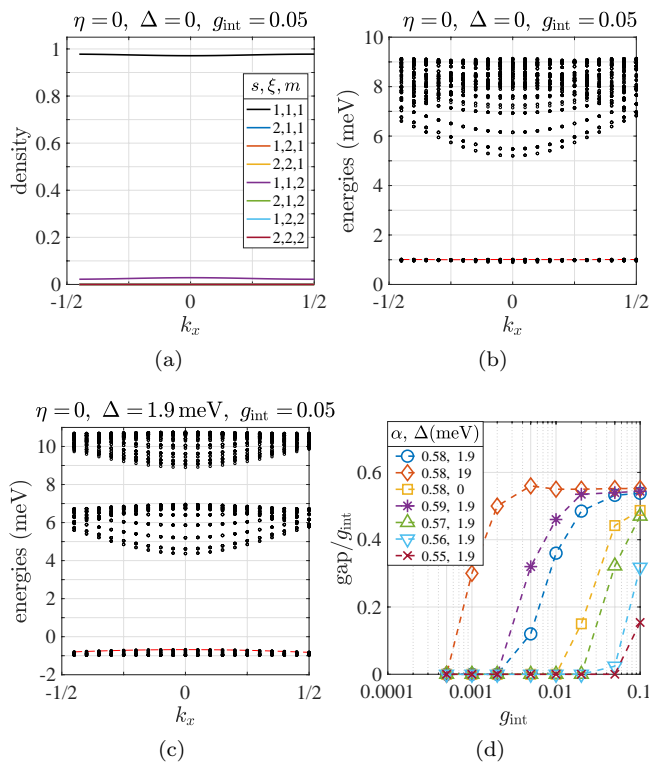 η = 0, Δ = 0, g_int = 0.05
1
0.8
0.6
0.4
0.2
0
density
s, ξ, m
1,1,1
2,1,1
1,2,1
2,2,1
1,1,2
2,1,2
1,2,2
2,2,2
-1/2 0 1/2
k_x
(a)
η = 0, Δ = 0, g_int = 0.05
10
8
6
4
2
0
energies (meV)
-1/2 0 1/2
k_x
(b)
η = 0, Δ = 1.9 meV, g_int = 0.05
10
8
6
4
2
0
-2
energies (meV)
-1/2 0 1/2
k_x
(c)
α, Δ(meV)
0.58, 1.9
0.58, 19
0.58, 0
0.59, 1.9
0.57, 1.9
0.56, 1.9
0.55, 1.9
0.6
0.4
0.2
0
gap/g_int
0.0001 0.001 0.01 0.1
g_int
(d)